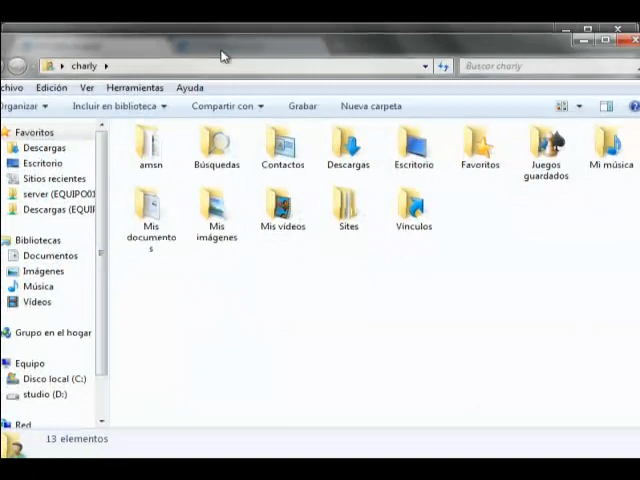 charly
Buscar charly
chivo Edición Ver Herramientas Ayuda
Organizar Incluir en biblioteca Compartir con Grabar Nueva carpeta
Favoritos
Descargas
Escritorio
Sitios recientes
server (EQUIPO01
Descargas (EQUIP
Bibliotecas
Documentos
Imágenes
Música
Vídeos
Grupo en el hogar
Equipo
Disco local (C:)
studio (D:)
Red
amsn
Búsquedas
Contactos
Descargas
Escritorio
Favoritos
Juegos
guardados
Mi música
Mis
documento
s
Mis
imágenes
Mis vídeos
Sites
Vínculos
13 elementos